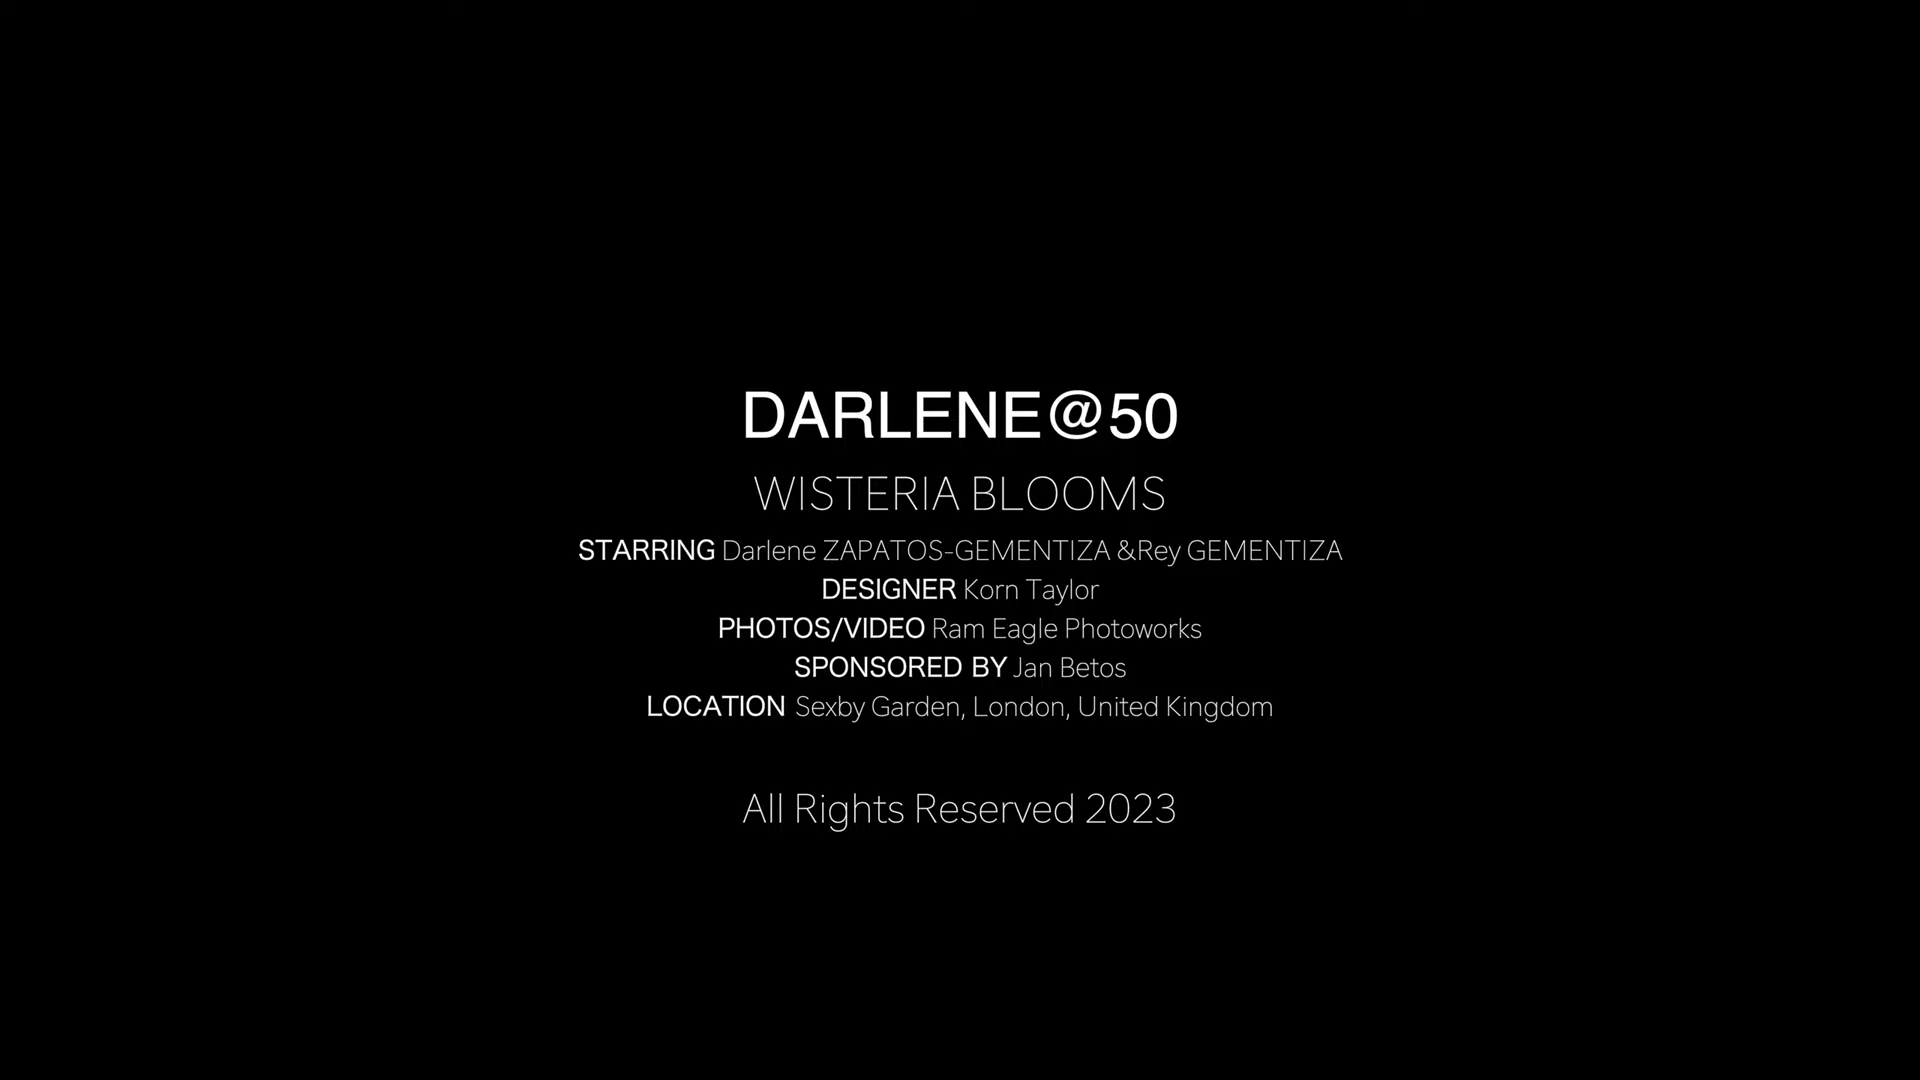 DARLENE@50
WISTERIA BLOOMS
STARRING Darlene ZAPATOS-GEMENTIZA &Rey GEMENTIZA
DESIGNER Korn Taylor
PHOTOS/VIDEO Ram Eagle Photoworks
SPONSORED BY Jan Betos
LOCATION Sexby Garden, London, United Kingdom
All Rights Reserved 2023